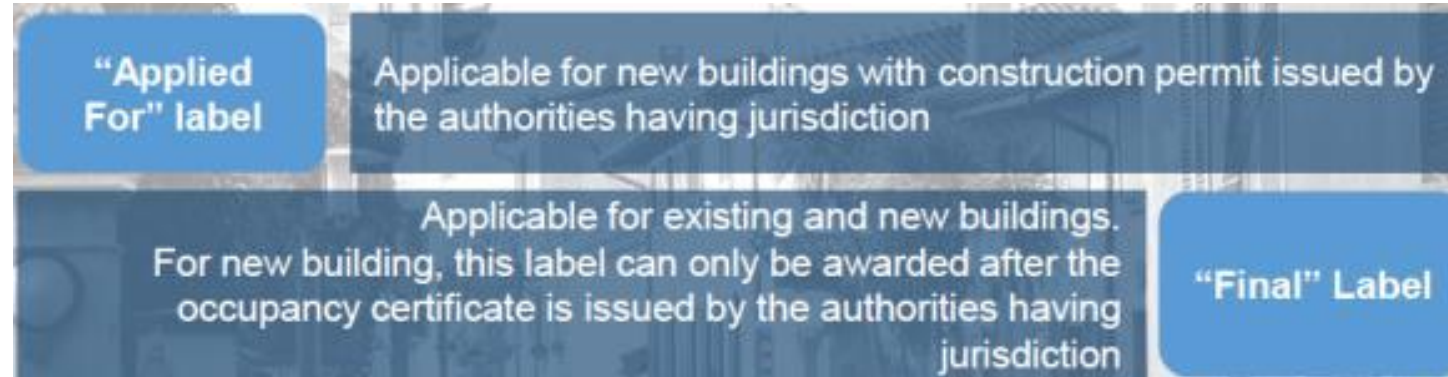 “Applied
For” label
Applicable for new buildings with construction permit issued by
the authorities having jurisdiction
Applicable for existing and new buildings.
For new building, this label can only be awarded after the
occupancy certificate is issued by the authorities having
jurisdiction
“Final” Label